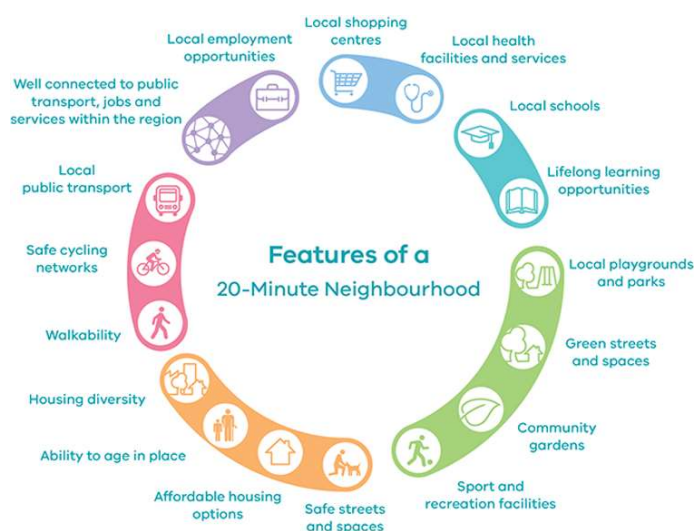 Local shopping
centres
Local health
facilities and services
Local schools
Lifelong learning
opportunities
Local playgrounds
and parks
Green streets
and spaces
Community
gardens
Sport and
recreation facilities
Safe streets
and spaces
Affordable housing
options
Ability to age in place
Housing diversity
Walkability
Safe cycling
networks
Local
public transport
Well connected to public
transport, jobs and
services within the region
Local employment
opportunities
Features of a
20-Minute Neighbourhood